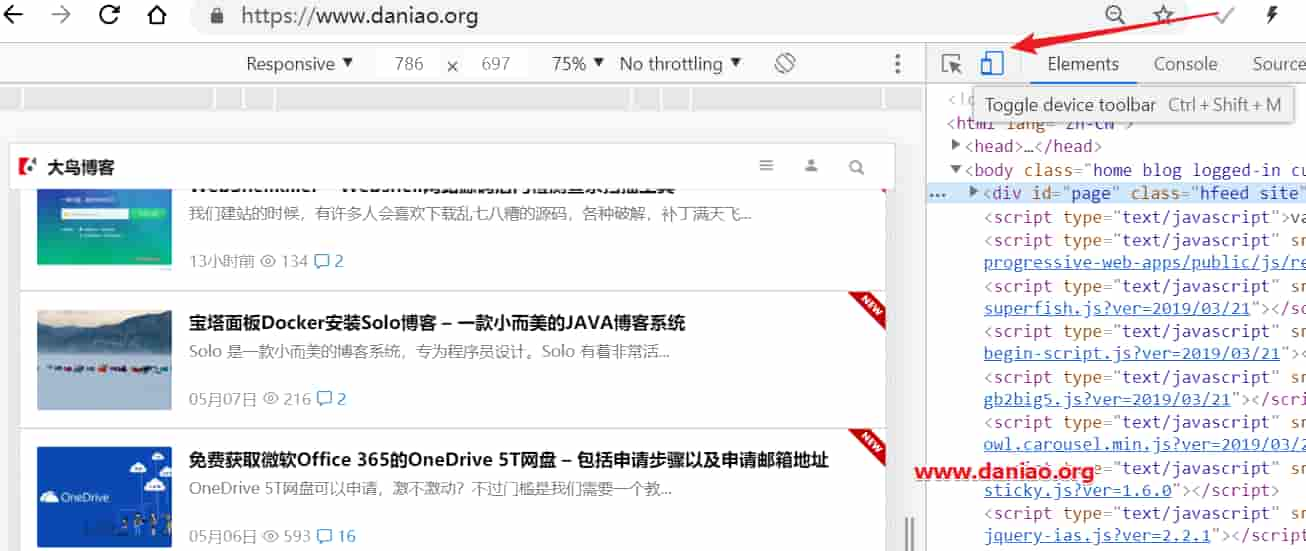 https://www.daniao.org
Responsive ▼ 786 × 697 75% ▼ No throttling ▼
Elements Console Source
Toggle device toolbar Ctrl + Shift + M
<html lang="zh-CN">
▶<head>…</head>
▼<body class="home blog logged-in cu
… ▶<div id="page" class="hfeed site"
<script type="text/javascript">va
<script type="text/javascript" sr
progressive-web-apps/public/js/re
<script type="text/javascript" sr
superfish.js?ver=2019/03/21"></s
<script type="text/javascript" sr
begin-script.js?ver=2019/03/21">
<script type="text/javascript" sr
gb2big5.js?ver=2019/03/21"></scri
<script type="text/javascript" sr
owl.carousel.min.js?ver=2019/03/
<script type="text/javascript" sr
sticky.js?ver=1.6.0"></script>
<script type="text/javascript" sr
jquery-ias.js?ver=2.2.1"></script
大鸟博客
我们建站的时候，有许多人会喜欢下载乱七八糟的源码，各种破解，补丁满天飞...
13小时前 134 2
NEW
宝塔面板Docker安装Solo博客 – 一款小而美的JAVA博客系统
Solo 是一款小而美的博客系统，专为程序员设计。Solo 有着非常活...
05月07日 216 2
NEW
免费获取微软Office 365的OneDrive 5T网盘 – 包括申请步骤以及申请邮箱地址
OneDrive 5T网盘可以申请，激不激动？不过门槛是我们需要一个教...
OneDrive
05月06日 593 16
www.daniao.org